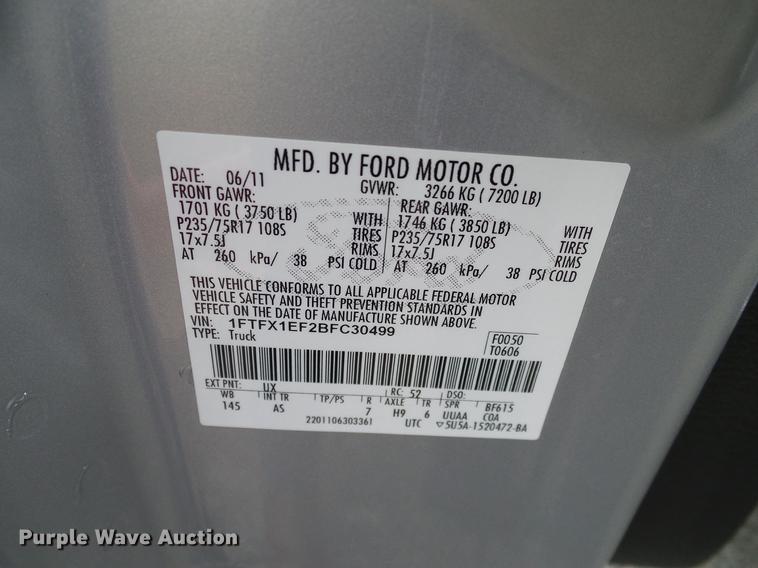 MFD. BY FORD MOTOR CO.
DATE: 06/11 GVWR: 3266 KG ( 7200 LB)
FRONT GAWR: REAR GAWR:
1701 KG ( 3750 LB) WITH 1746 KG ( 3850 LB) WITH
P235/75R17 108S TIRES P235/75R17 108S TIRES
17x7.5J RIMS 17x7.5J RIMS
AT 260 kPa/ 38 PSI COLD AT 260 kPa/ 38 PSI COLD
THIS VEHICLE CONFORMS TO ALL APPLICABLE FEDERAL MOTOR
VEHICLE SAFETY AND THEFT PREVENTION STANDARDS IN
EFFECT ON THE DATE OF MANUFACTURE SHOWN ABOVE.
VIN: 1FTFX1EF2BFC30499 F0050
TYPE: Truck T0606
EXT PNT: UX RC: 52 DSO:
WB INT TR TP/PS R AXLE TR SPR BF615
145 AS 7 H9 6 UUAA COA
2201106303361 UTC ▽5U5A-1520472-BA
Purple Wave Auction